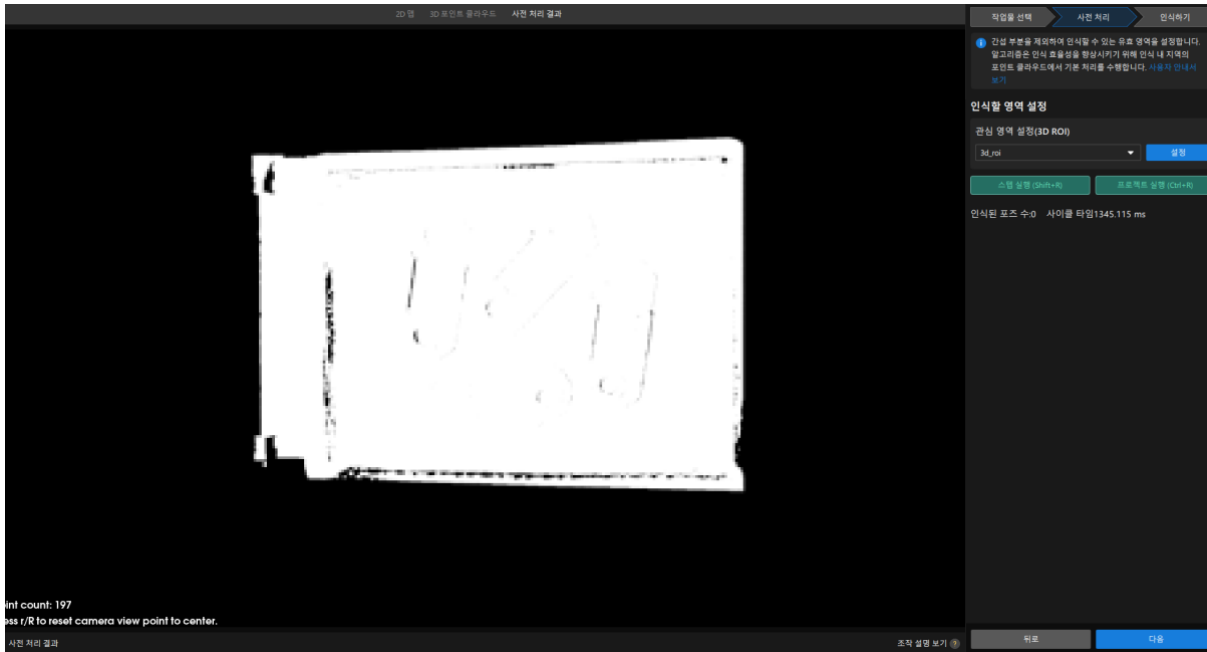 2D 맵 3D 포인트 클라우드 사전 처리 결과
작업물 선택 사전 처리 인식하기
간섭 부분을 제외하여 인식할 수 있는 유효 영역을 설정합니다.
알고리즘은 인식 효율성을 향상시키기 위해 인식 내 지역의
포인트 클라우드에서 기본 처리를 수행합니다. 사용자 안내서
보기
인식할 영역 설정
관심 영역 설정(3D ROI)
3d_roi 설정
스텝 실행 (Shift+R) 프로젝트 실행 (Ctrl+R)
인식된 포즈 수:0 사이클 타임1345.115 ms
int count: 197
ess r/R to reset camera view point to center.
사전 처리 결과 조작 설명 보기 ?
뒤로 다음